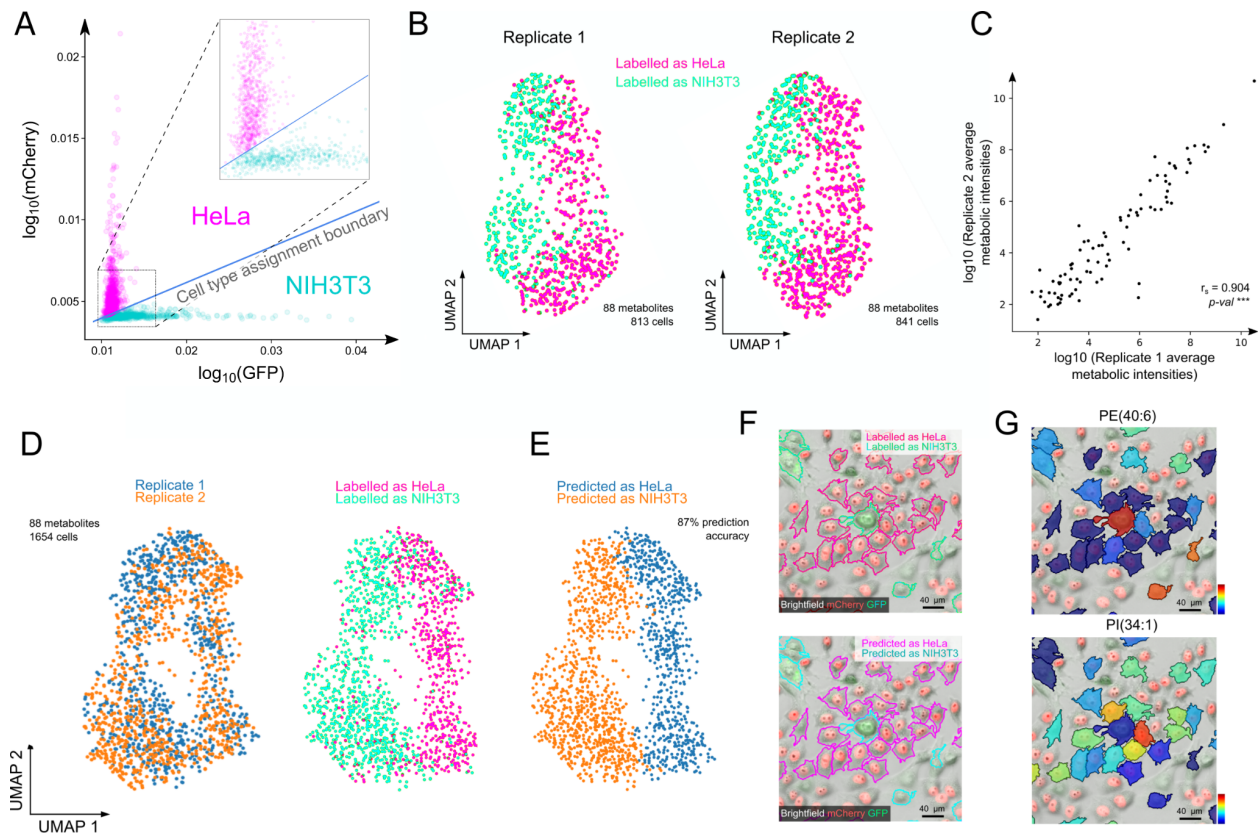 A
log10(mCherry)
0.02
0.015
0.01
0.005
HeLa
NIH3T3
Cell type assignment boundary
0.01
0.02
0.03
0.04
log10(GFP)
B
Replicate 1
Replicate 2
Labelled as HeLa
Labelled as NIH3T3
UMAP 2
UMAP 1
88 metabolites
813 cells
UMAP 2
UMAP 1
88 metabolites
841 cells
C
log10 (Replicate 2 average
metabolic intensities)
10
8
6
4
2
rs = 0.904
p-val ***
2
4
6
8
10
log10 (Replicate 1 average
metabolic intensities)
D
Replicate 1
Replicate 2
88 metabolites
1654 cells
Labelled as HeLa
Labelled as NIH3T3
UMAP 2
UMAP 1
E
Predicted as HeLa
Predicted as NIH3T3
87% prediction
accuracy
F
Labelled as HeLa
Labelled as NIH3T3
Brightfield mCherry GFP
40 μm
Predicted as HeLa
Predicted as NIH3T3
Brightfield mCherry GFP
40 μm
G
PE(40:6)
40 μm
PI(34:1)
40 μm